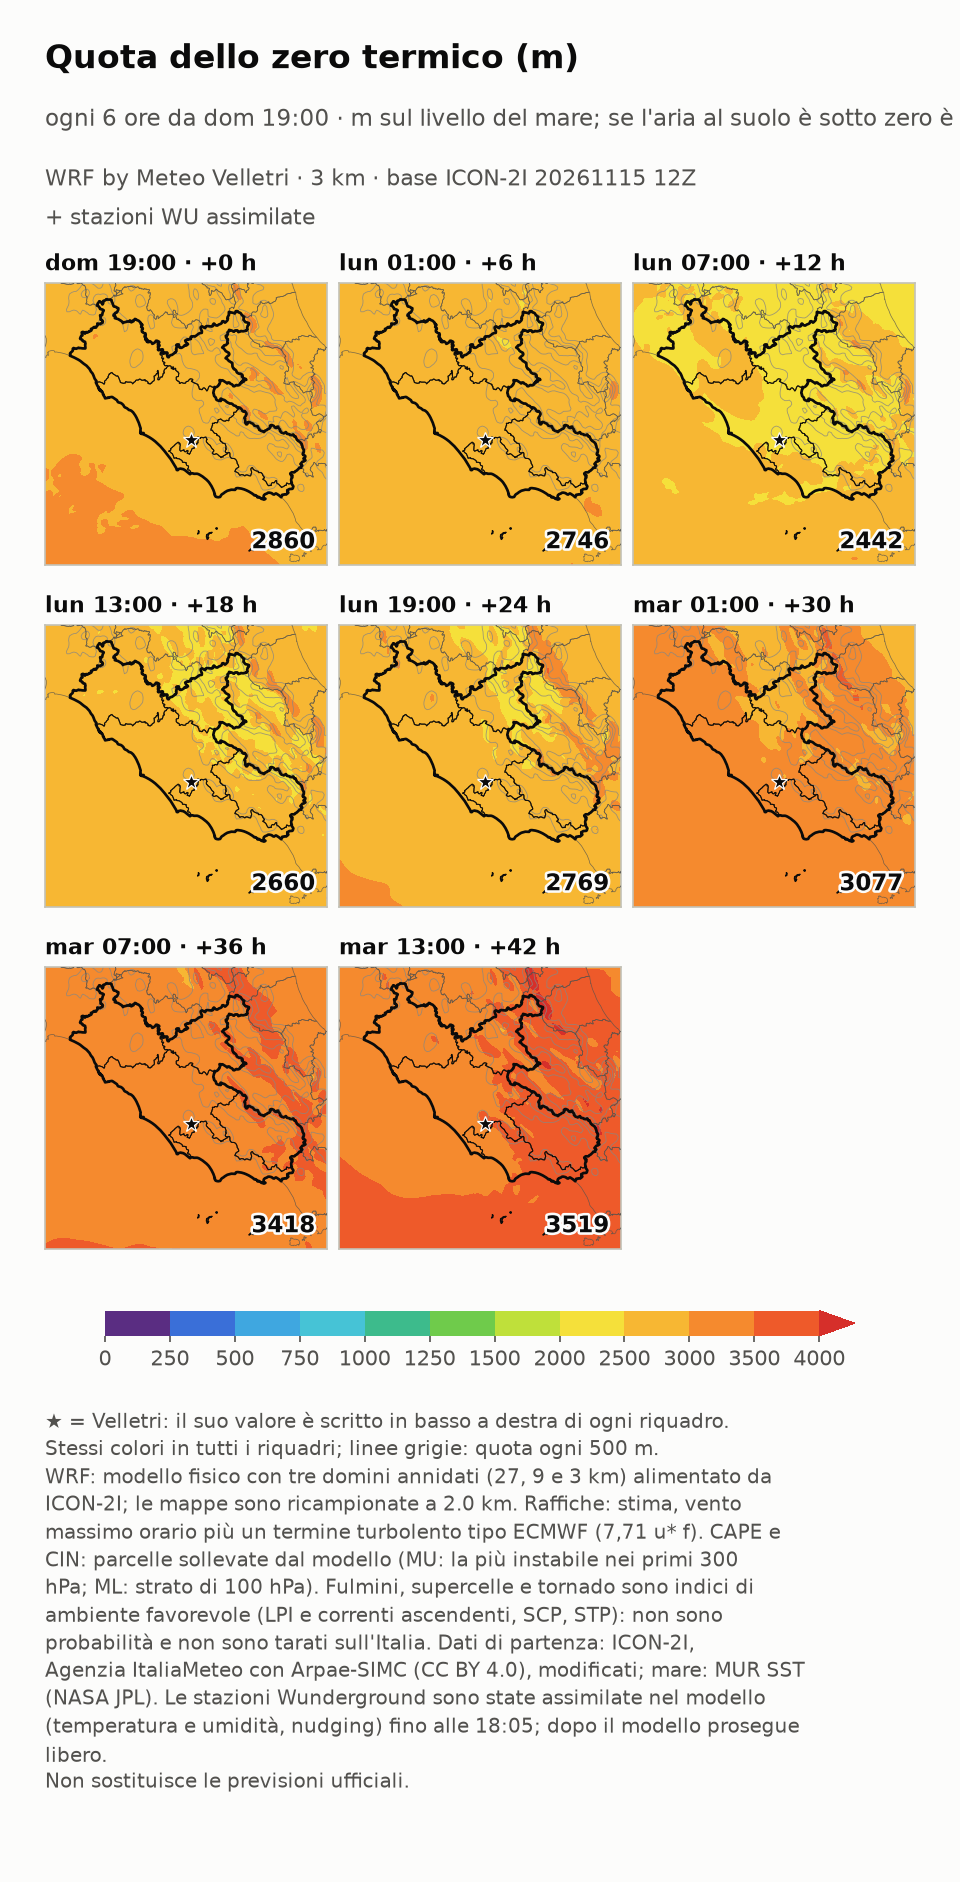 Quota dello zero termico (m)
ogni 6 ore da dom 19:00 · m sul livello del mare; se l'aria al suolo è sotto zero è
WRF by Meteo Velletri · 3 km · base ICON-2I 20261115 12Z
+ stazioni WU assimilate
dom 19:00 · +0 h
lun 01:00 · +6 h
lun 07:00 · +12 h
2860
2746
2442
lun 13:00 · +18 h
lun 19:00 · +24 h
mar 01:00 · +30 h
2660
2769
3077
mar 07:00 · +36 h
mar 13:00 · +42 h
3418
3519
0 250 500 750 1000 1250 1500 2000 2500 3000 3500 4000
★ = Velletri: il suo valore è scritto in basso a destra di ogni riquadro.
Stessi colori in tutti i riquadri; linee grigie: quota ogni 500 m.
WRF: modello fisico con tre domini annidati (27, 9 e 3 km) alimentato da
ICON-2I; le mappe sono ricampionate a 2.0 km. Raffiche: stima, vento
massimo orario più un termine turbolento tipo ECMWF (7,71 u* f). CAPE e
CIN: parcelle sollevate dal modello (MU: la più instabile nei primi 300
hPa; ML: strato di 100 hPa). Fulmini, supercelle e tornado sono indici di
ambiente favorevole (LPI e correnti ascendenti, SCP, STP): non sono
probabilità e non sono tarati sull'Italia. Dati di partenza: ICON-2I,
Agenzia ItaliaMeteo con Arpae-SIMC (CC BY 4.0), modificati; mare: MUR SST
(NASA JPL). Le stazioni Wunderground sono state assimilate nel modello
(temperatura e umidità, nudging) fino alle 18:05; dopo il modello prosegue
libero.
Non sostituisce le previsioni ufficiali.